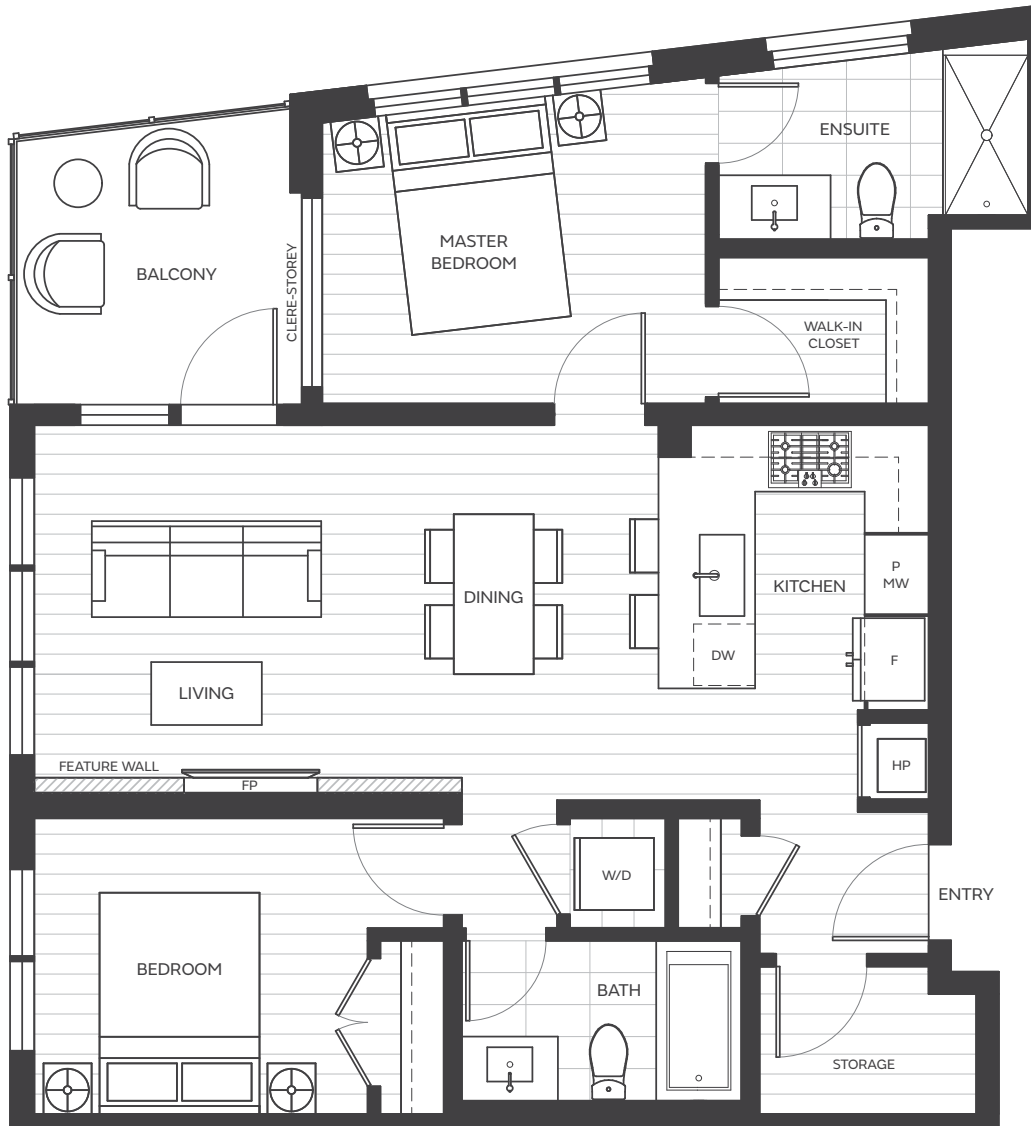 ENSUITE
MASTER
BEDROOM
BALCONY
CLERE-STOREY
WALK-IN
CLOSET
P
MW
KITCHEN
DINING
DW
F
LIVING
FEATURE WALL
FP
HP
W/D
ENTRY
BEDROOM
BATH
STORAGE